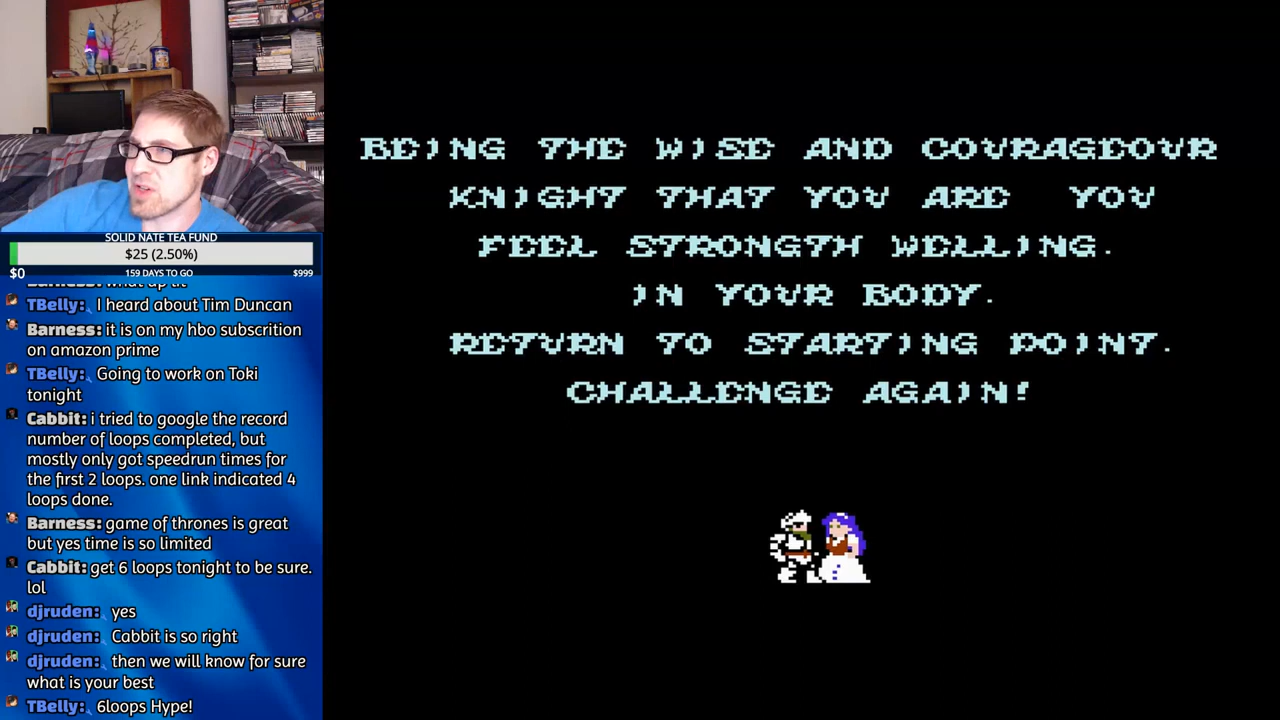 BEING THE WISE AND COURAGEOUR
KNIGHT THAT YOU ARE YOU
FEEL STRONGTH WELLING.
IN YOUR BODY.
RETURN TO STARTING POINT.
CHALLENGE AGAIN!
SOLID NATE TEA FUND
$25 (2.50%)
$0 159 DAYS TO GO $999
TBelly: I heard about Tim Duncan
Barness: it is on my hbo subscrition
on amazon prime
TBelly: Going to work on Toki
tonight
Cabbit: i tried to google the record
number of loops completed, but
mostly only got speedrun times for
the first 2 loops. one link indicated 4
loops done.
Barness: game of thrones is great
but yes time is so limited
Cabbit: get 6 loops tonight to be sure.
lol
djruden: yes
djruden: Cabbit is so right
djruden: then we will know for sure
what is your best
TBelly: 6loops Hype!